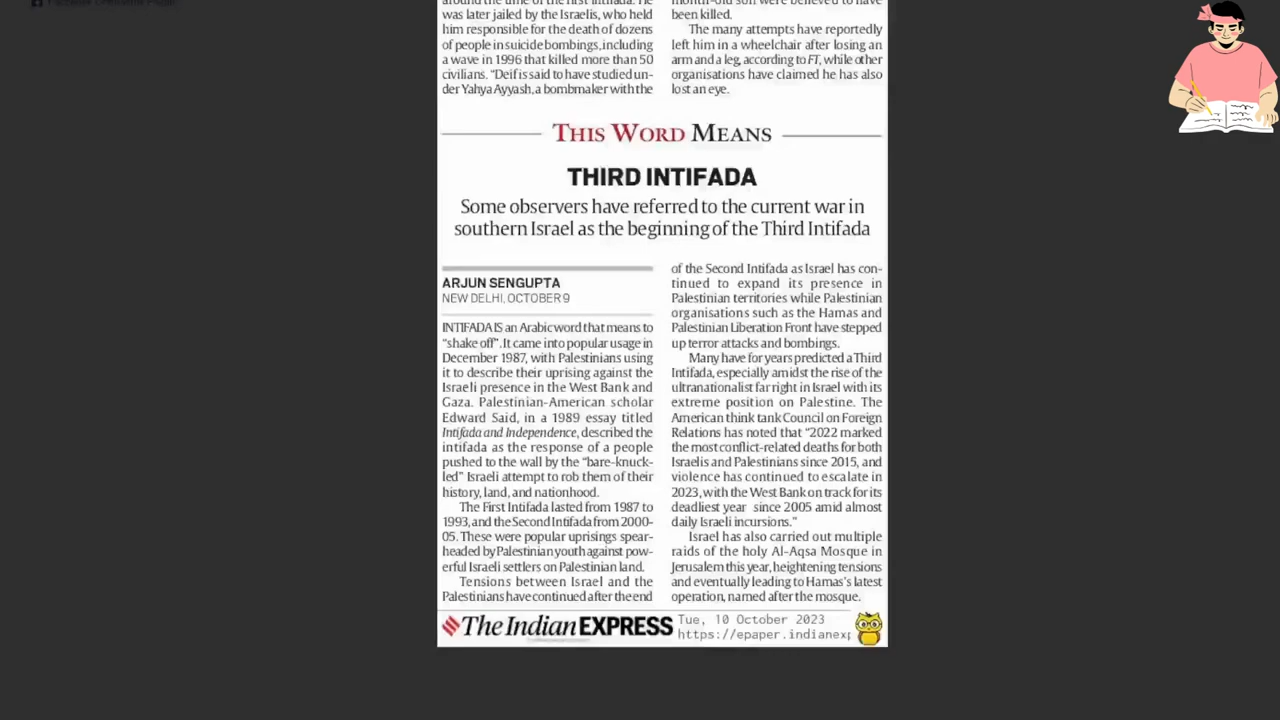 was later jailed by the Israelis, who held
him responsible for the death of dozens
of people in suicide bombings, including
a wave in 1996 that killed more than 50
civilians. "Deif is said to have studied un-
der Yahya Ayyash, a bombmaker with the
been killed.
The many attempts have reportedly
left him in a wheelchair after losing an
arm and a leg, according to FT, while other
organisations have claimed he has also
lost an eye.
THIS WORD MEANS
THIRD INTIFADA
Some observers have referred to the current war in
southern Israel as the beginning of the Third Intifada
ARJUN SENGUPTA
NEW DELHI, OCTOBER 9
INTIFADA IS an Arabic word that means to
"shake off". It came into popular usage in
December 1987, with Palestinians using
it to describe their uprising against the
Israeli presence in the West Bank and
Gaza. Palestinian-American scholar
Edward Said, in a 1989 essay titled
Intifada and Independence, described the
intifada as the response of a people
pushed to the wall by the "bare-knuck-
led" Israeli attempt to rob them of their
history, land, and nationhood.
The First Intifada lasted from 1987 to
1993, and the Second Intifada from 2000-
05. These were popular uprisings spear-
headed by Palestinian youth against pow-
erful Israeli settlers on Palestinian land.
Tensions between Israel and the
Palestinians have continued after the end
of the Second Intifada as Israel has con-
tinued to expand its presence in
Palestinian territories while Palestinian
organisations such as the Hamas and
Palestinian Liberation Front have stepped
up terror attacks and bombings.
Many have for years predicted a Third
Intifada, especially amidst the rise of the
ultranationalist far right in Israel with its
extreme position on Palestine. The
American think tank Council on Foreign
Relations has noted that "2022 marked
the most conflict-related deaths for both
Israelis and Palestinians since 2015, and
violence has continued to escalate in
2023, with the West Bank on track for its
deadliest year since 2005 amid almost
daily Israeli incursions."
Israel has also carried out multiple
raids of the holy Al-Aqsa Mosque in
Jerusalem this year, heightening tensions
and eventually leading to Hamas's latest
operation, named after the mosque.
The Indian EXPRESS
Tue, 10 October 2023
https://epaper.indianexp